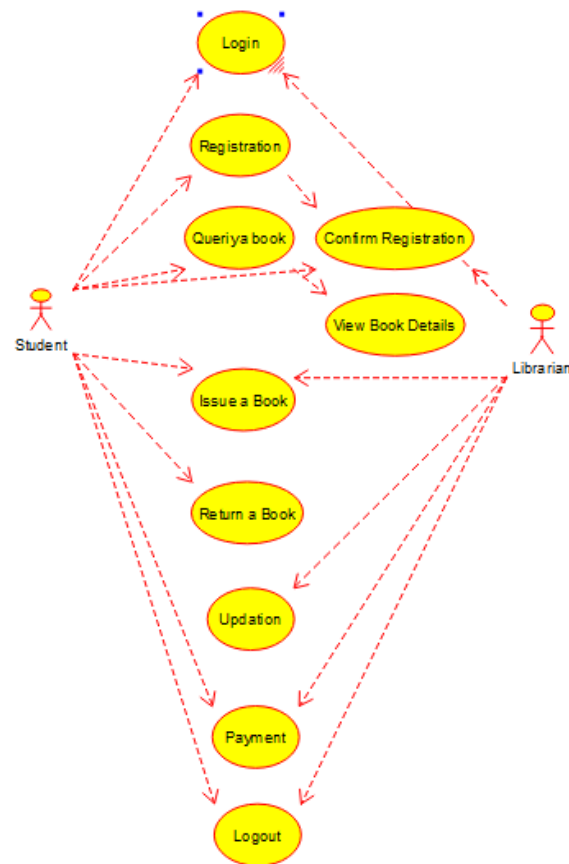 Login
Registration
Queriya book
Confirm Registration
View Book Details
Student
Librarian
Issue a Book
Return a Book
Updation
Payment
Logout